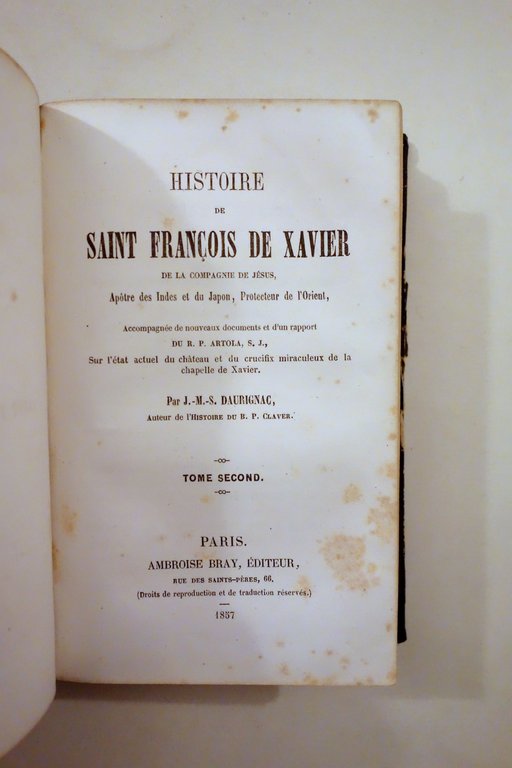 HISTOIRE
DE
SAINT FRANÇOIS DE XAVIER
DE LA COMPAGNIE DE JÉSUS,
Apôtre des Indes et du Japon, Protecteur de l'Orient,
Accompagnée de nouveaux documents et d'un rapport
DU R. P. ARTOLA, S. J.,
Sur l'état actuel du château et du crucifix miraculeux de la
chapelle de Xavier.
Par J.-M.-S. DAURIGNAC,
Auteur de l'HISTOIRE DU B. P. CLAVER.
TOME SECOND.
PARIS.
AMBROISE BRAY, ÉDITEUR,
RUE DES SAINTS-PÈRES, 66.
(Droits de reproduction et de traduction réservés.)
1857